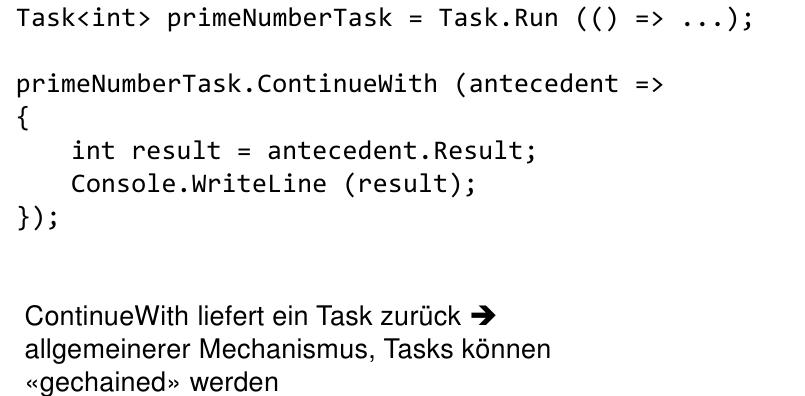 Task<int> primeNumberTask = Task.Run (() => ...);
primeNumberTask.ContinueWith (antecedent =>
{
    int result = antecedent.Result;
    Console.WriteLine (result);
});
ContinueWith liefert ein Task zurück ➔
allgemeinerer Mechanismus, Tasks können
«gechained» werden